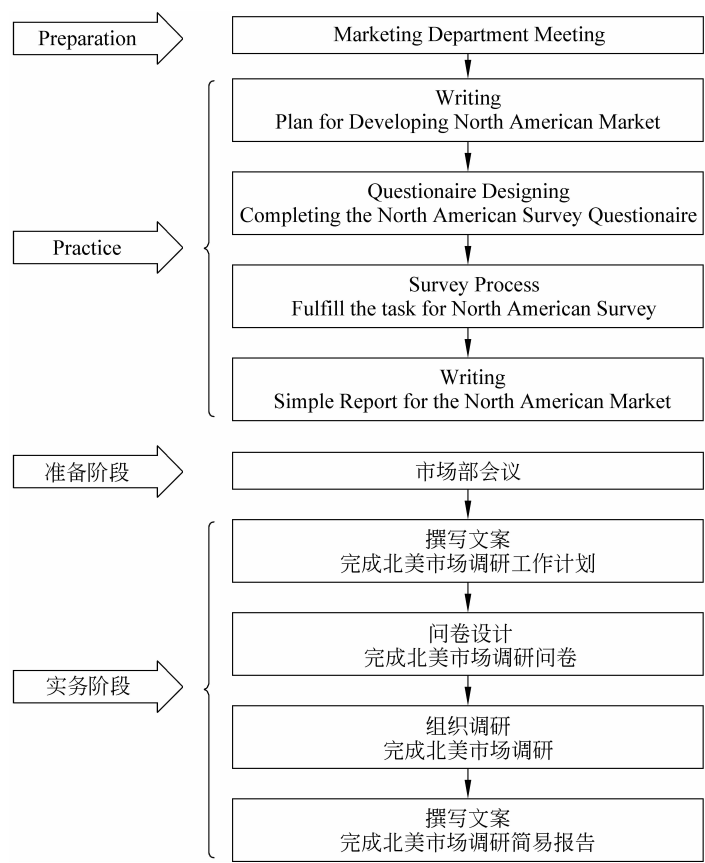 Preparation
Marketing Department Meeting
Writing
Plan for Developing North American Market
Practice
Questionaire Designing
Completing the North American Survey Questionaire
Survey Process
Fulfill the task for North American Survey
Writing
Simple Report for the North American Market
准备阶段
市场部会议
撰写文案
完成北美市场调研工作计划
实务阶段
问卷设计
完成北美市场调研问卷
组织调研
完成北美市场调研
撰写文案
完成北美市场调研简易报告